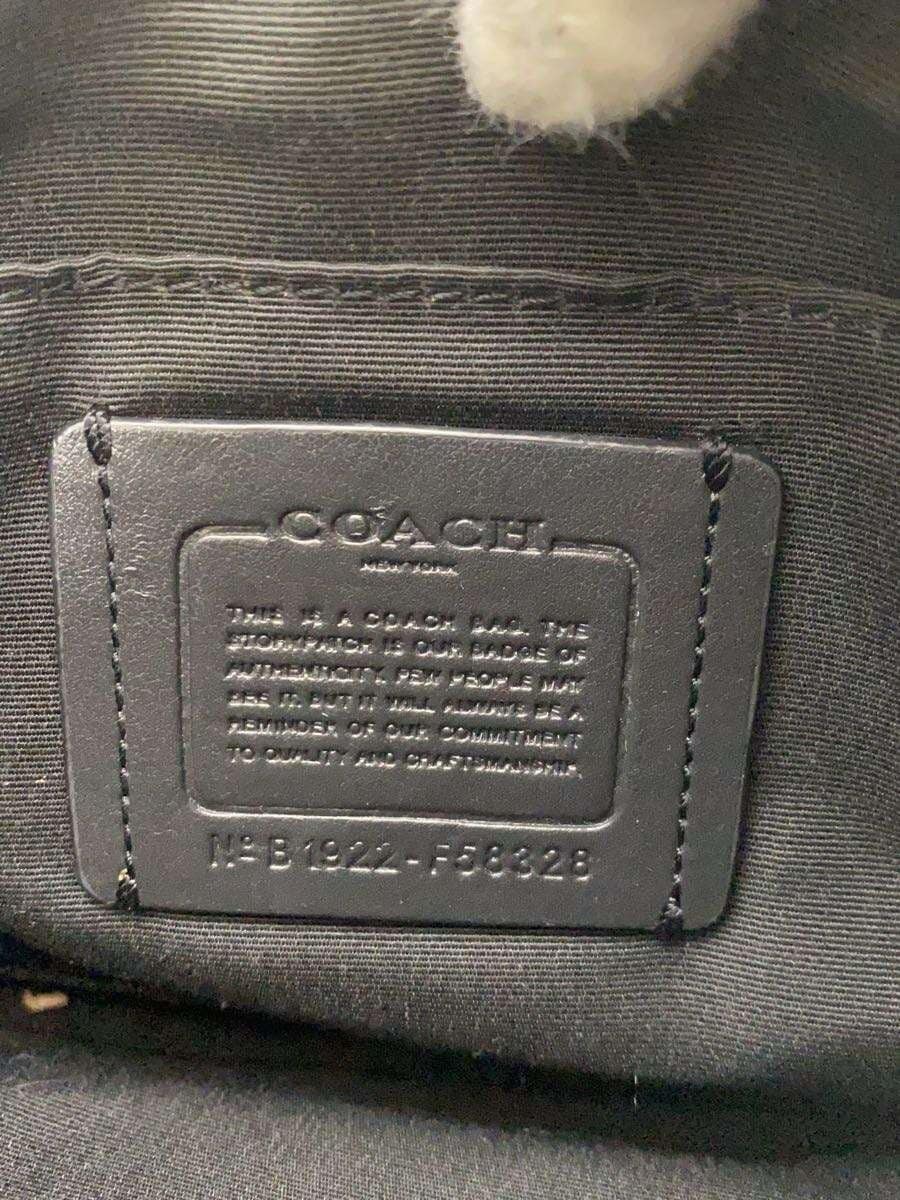 COACH
NEW YORK
THIS IS A COACH BAG. THE
STORYPATCH IS OUR BADGE OF
AUTHENTICITY. FEW PEOPLE MAY
SEE IT. BUT IT WILL ALWAYS BE A
REMINDER OF OUR COMMITMENT
TO QUALITY AND CRAFTSMANSHIP.
Nº B1922-F58328